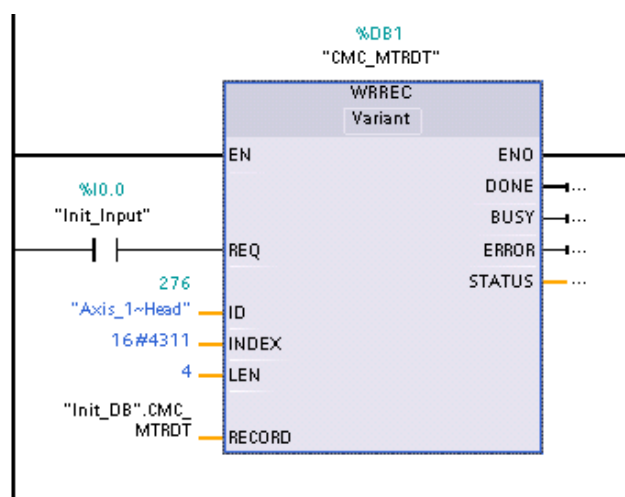 %DB1
"CMC_MTRDT"
WRREC
Variant
EN
ENO
DONE
...
%I0.0
"Init_Input"
BUSY
...
REQ
ERROR
...
276
"Axis_1~Head"
ID
STATUS
...
16#4311
INDEX
4
LEN
"Init_DB".CMC_
MTRDT
RECORD